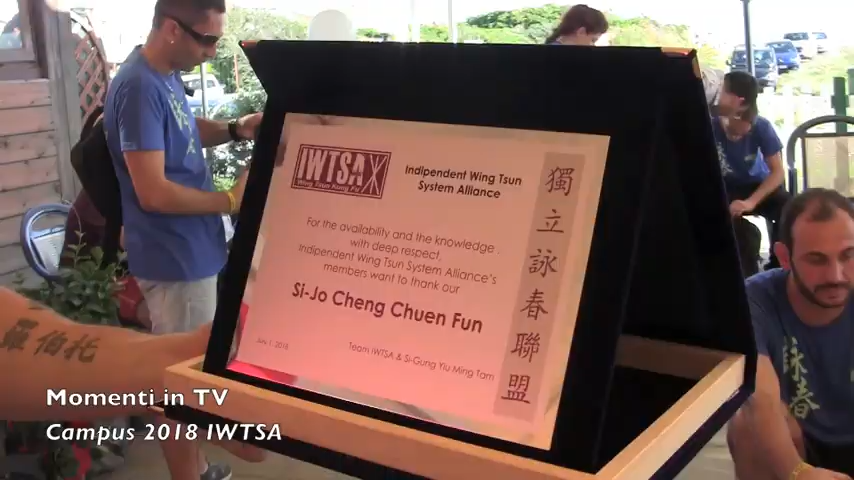 IWTSA
Wing Tsun Kung Fu
Indipendent Wing Tsun
System Alliance
For the availability and the knowledge
with deep respect,
Indipendent Wing Tsun System Alliance's
members want to thank our
Si-Jo Cheng Chuen Fun
July 1, 2018
Team IWTSA & Si-Gung Yiu Ming Tam
獨立詠春聯盟
羅伯托
詠春
Momenti in TV
Campus 2018 IWTSA